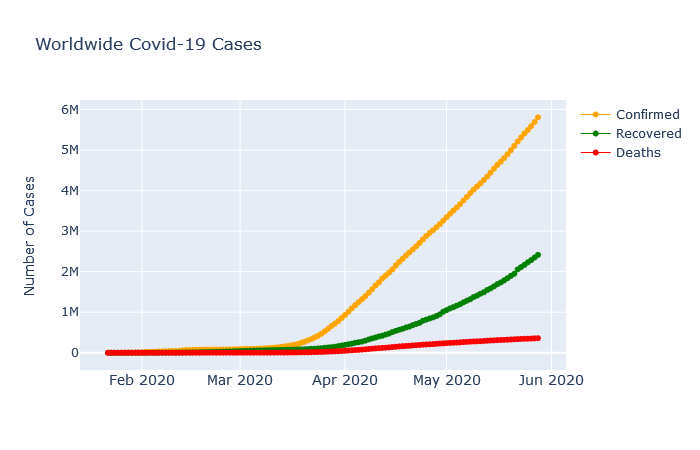 Worldwide Covid-19 Cases
Confirmed
Recovered
Deaths
Number of Cases
6M
5M
4M
3M
2M
1M
0
Feb 2020
Mar 2020
Apr 2020
May 2020
Jun 2020